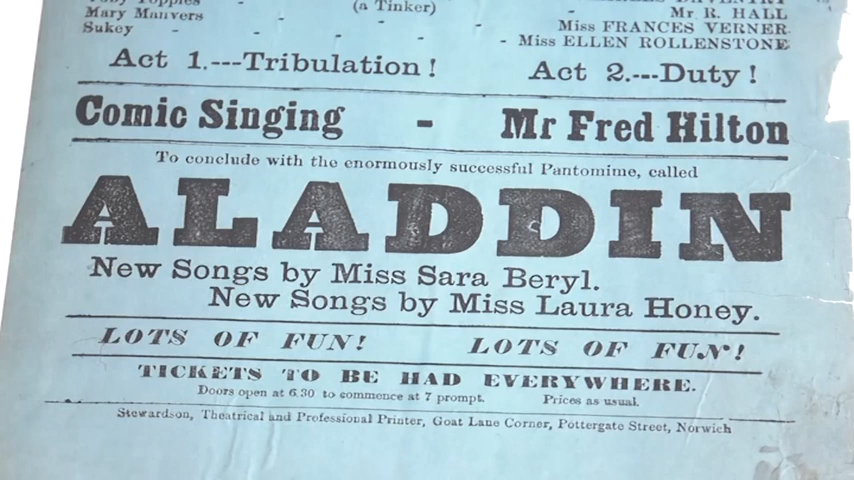 (a Tinker)
Mary Manvers - - - Mr. R. HALL
Sukey - - - Miss FRANCES VERNER
- Miss ELLEN ROLLENSTONE
Act 1.---Tribulation! Act 2.---Duty!
Comic Singing - Mr Fred Hilton
To conclude with the enormously successful Pantomime, called
ALADDIN
New Songs by Miss Sara Beryl.
New Songs by Miss Laura Honey.
LOTS OF FUN! LOTS OF FUN!
TICKETS TO BE HAD EVERYWHERE.
Doors open at 6.30 to commence at 7 prompt. Prices as usual.
Stewardson, Theatrical and Professional Printer, Goat Lane Corner, Pottergate Street, Norwich